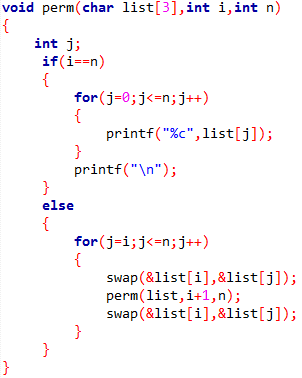 void perm(char list[3],int i,int n)
{
    int j;
     if(i==n)
     {
         for(j=0;j<=n;j++)
         {
             printf("%c",list[j]);
         }
         printf("\n");
     }
     else
     {
         for(j=i;j<=n;j++)
         {
             swap(&list[i],&list[j]);
             perm(list,i+1,n);
             swap(&list[i],&list[j]);
         }
     }
}